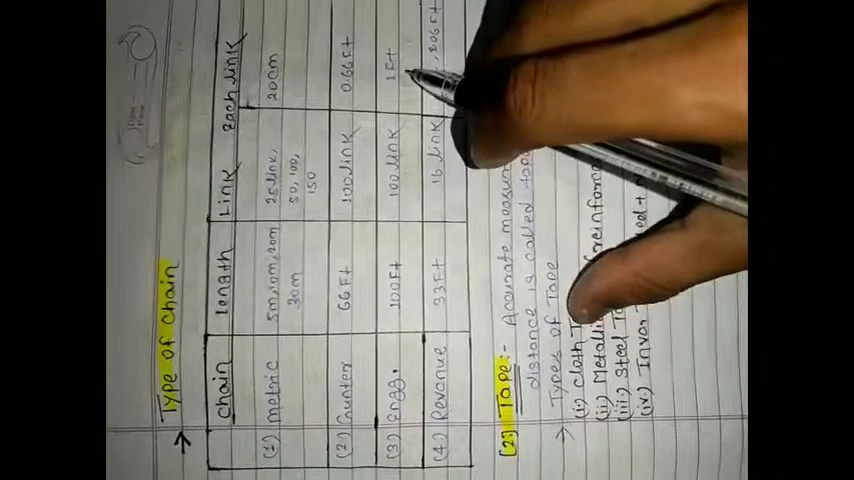 → Type of Chain
Chain Length Link Each Link
(1) Metric 5m, 10m, 20m 25 Link, 20cm
30m 50, 100,
150
(2) Gunter 66 Ft 100 Link 0.66 Ft
(3) Engg. 100 Ft 100 Link 1 Ft
(4) Revenue 33 Ft 16 Link
[2] Tape:- Accurate measur
distance is called
→ Types of Tape
(i) Cloth
(ii) Metalli reinforce
(iii) Steel
(iv) Invar